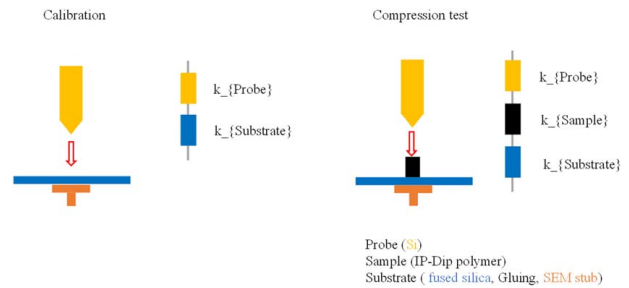 Calibration
k_{Probe}
k_{Substrate}
Compression test
k_{Probe}
k_{Sample}
k_{Substrate}
Probe (Si)
Sample (IP-Dip polymer)
Substrate ( fused silica, Gluing, SEM stub)